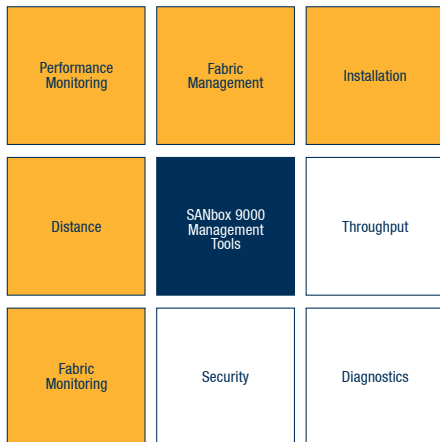 Performance
Monitoring
Fabric
Management
Installation
Distance
SANbox 9000
Management
Tools
Throughput
Fabric
Monitoring
Security
Diagnostics